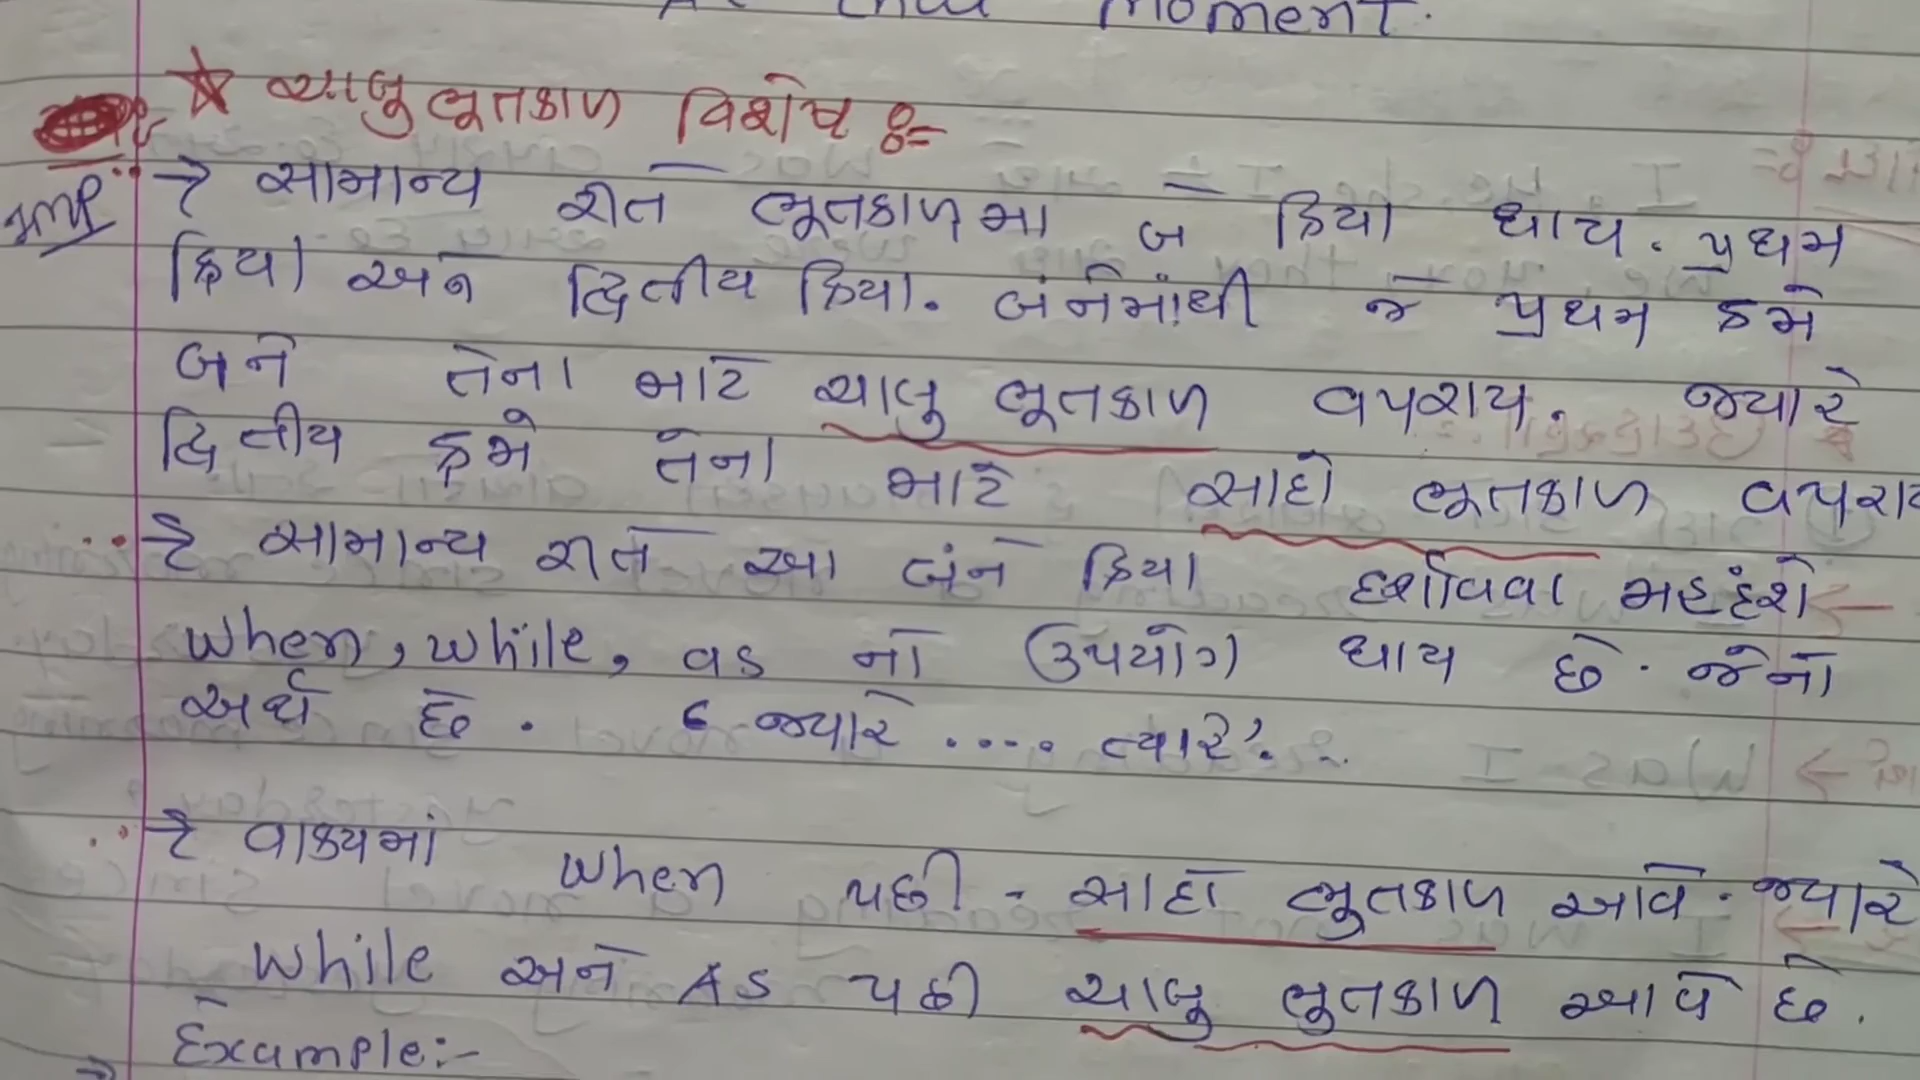 moment.
★ ચાલુ ભૂતકાળ વિશેષ :-
Imp → સામાન્ય રીતે ભૂતકાળમા બે ક્રિયા થાય. પ્રથમ
ક્રિયા અને દ્વિતીય ક્રિયા. બંનેમાંથી જે પ્રથમ ક્રમે
બને તેના માટે ચાલુ ભૂતકાળ વપરાય. જ્યારે
દ્વિતીય ક્રમે તેના માટે સાદો ભૂતકાળ વપરાય
→ સામાન્ય રીતે આ બંને ક્રિયા દર્શાવવા મહદંશે
When, while, as નો ઉપયોગ થાય છે. જેનો
અર્થ છે. 'જ્યારે .... ત્યારે'.
→ વાક્યમાં when પછી - સાદો ભૂતકાળ આવે. જ્યારે
While અને As પછી ચાલુ ભૂતકાળ આવે છે.
Example:-